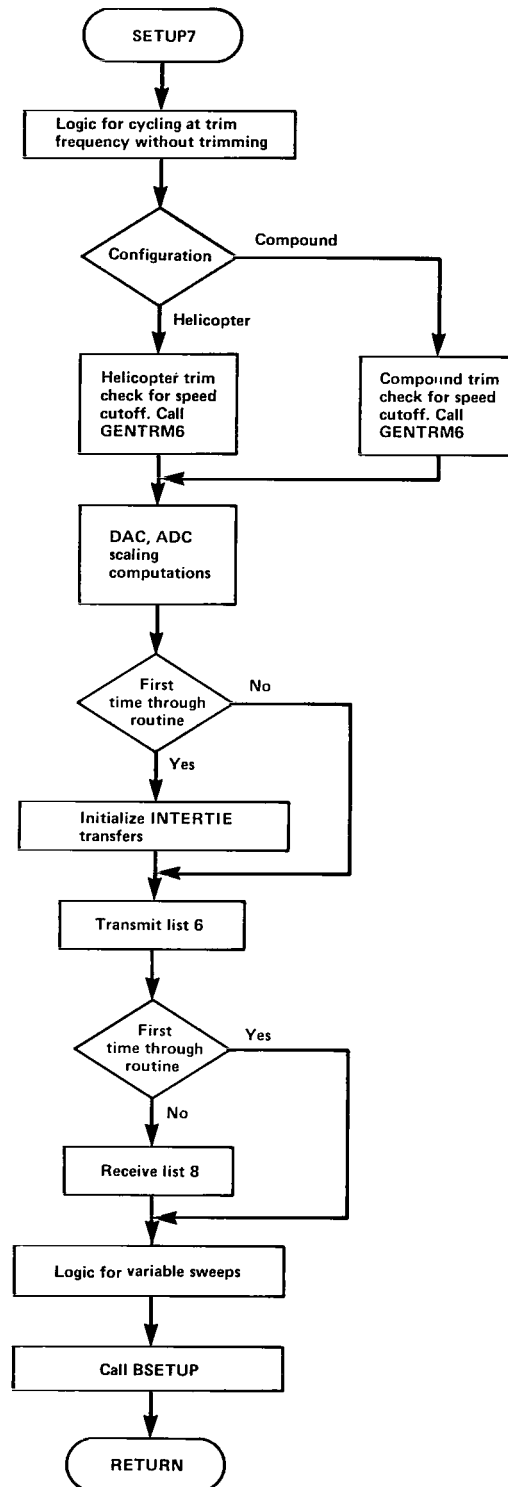 SETUP7
Logic for cycling at trim
frequency without trimming
Configuration
Compound
Helicopter
Helicopter trim
check for speed
cutoff. Call
GENTRM6
Compound trim
check for speed
cutoff. Call
GENTRM6
DAC, ADC
scaling
computations
First
time through
routine
No
Yes
Initialize INTERTIE
transfers
Transmit list 6
First
time through
routine
Yes
No
Receive list 8
Logic for variable sweeps
Call BSETUP
RETURN